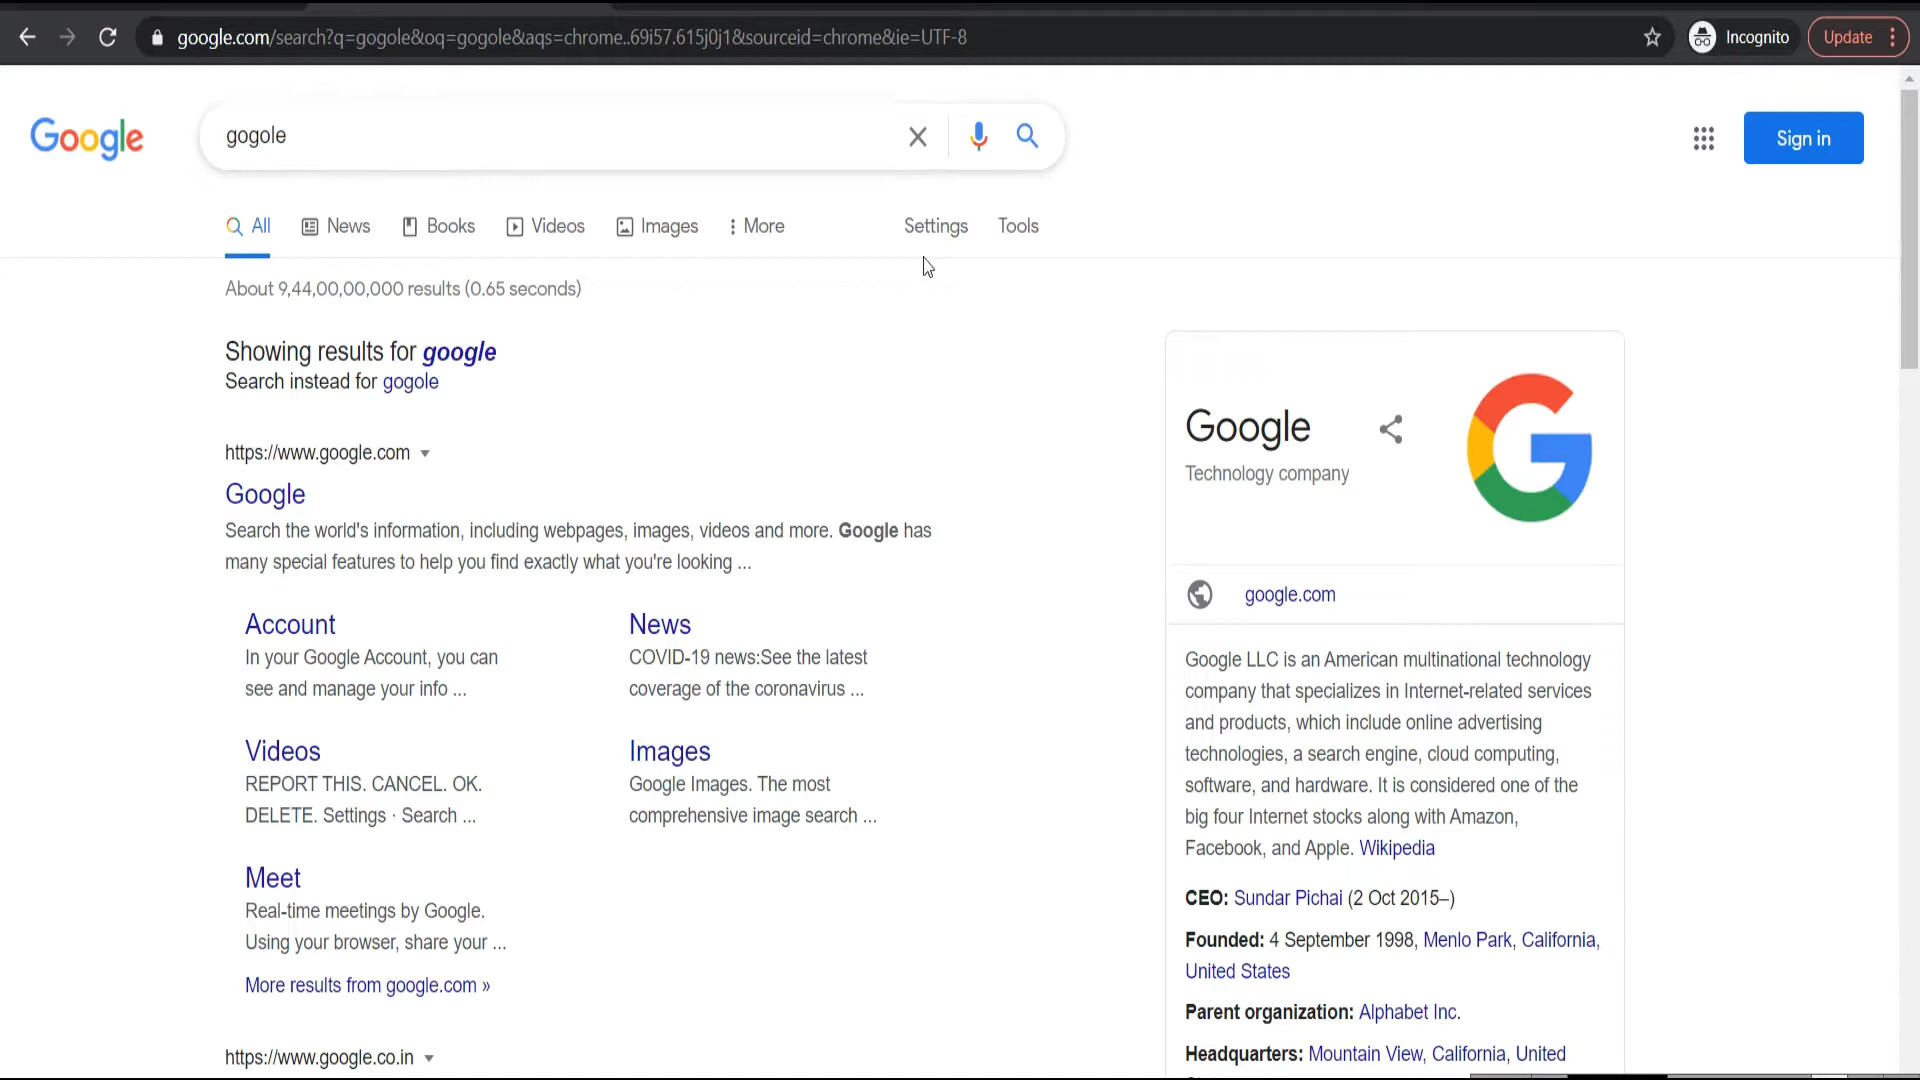 google.com/search?q=gogole&oq=gogole&aqs=chrome..69i57.615j0j1&sourceid=chrome&ie=UTF-8
Incognito
Update
Google
gogole
Sign in
All
News
Books
Videos
Images
More
Settings
Tools
About 9,44,00,00,000 results (0.65 seconds)
Showing results for google
Search instead for gogole
https://www.google.com
Google
Search the world's information, including webpages, images, videos and more. Google has
many special features to help you find exactly what you're looking ...
Account
In your Google Account, you can
see and manage your info ...
News
COVID-19 news:See the latest
coverage of the coronavirus ...
Videos
REPORT THIS. CANCEL. OK.
DELETE. Settings · Search ...
Images
Google Images. The most
comprehensive image search ...
Meet
Real-time meetings by Google.
Using your browser, share your ...
More results from google.com »
https://www.google.co.in
Google
Technology company
google.com
Google LLC is an American multinational technology
company that specializes in Internet-related services
and products, which include online advertising
technologies, a search engine, cloud computing,
software, and hardware. It is considered one of the
big four Internet stocks along with Amazon,
Facebook, and Apple. Wikipedia
CEO: Sundar Pichai (2 Oct 2015–)
Founded: 4 September 1998, Menlo Park, California,
United States
Parent organization: Alphabet Inc.
Headquarters: Mountain View, California, United